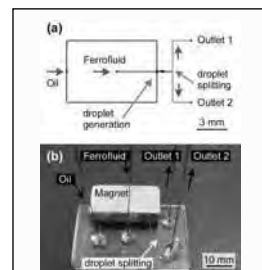 (a)
Outlet 1
Ferrofluid
Oil
droplet
splitting
droplet
generation
Outlet 2
3 mm
(b)
Ferrofluid Outlet 1 Outlet 2
Oil
Magnet
droplet splitting
10 mm